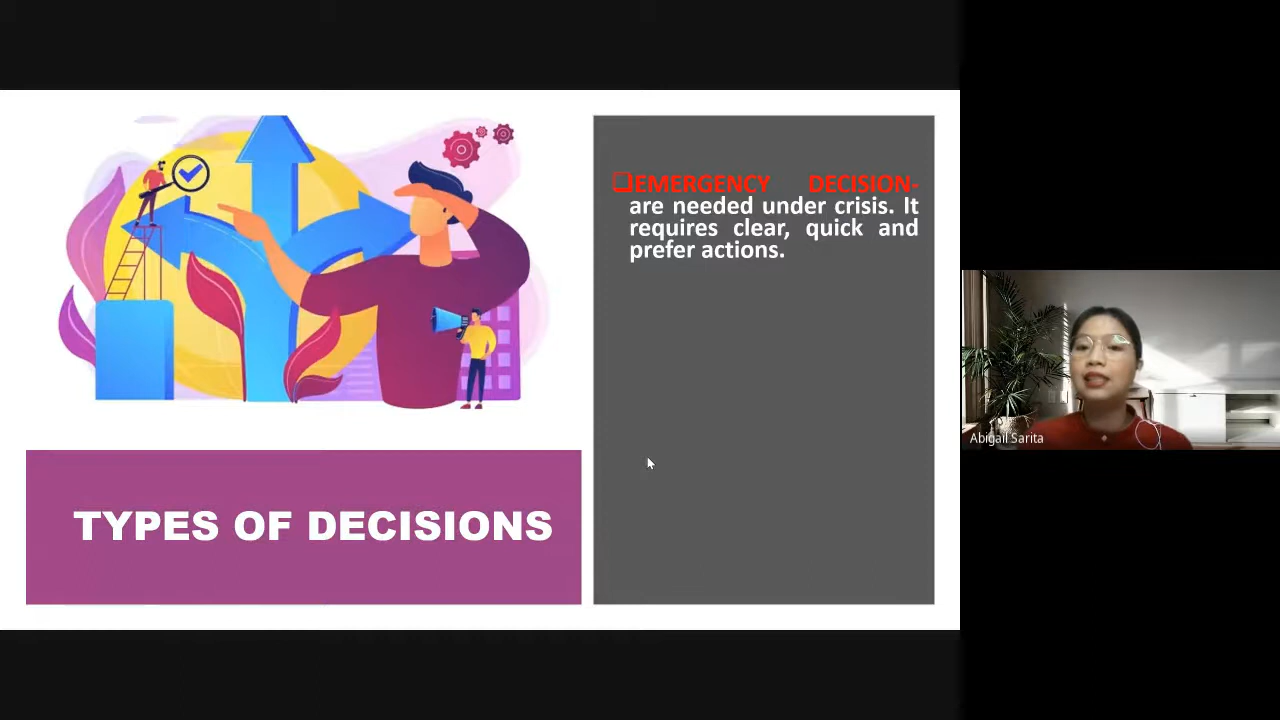 ❑EMERGENCY DECISION-
are needed under crisis. It
requires clear, quick and
prefer actions.
TYPES OF DECISIONS
Abigail Sarita